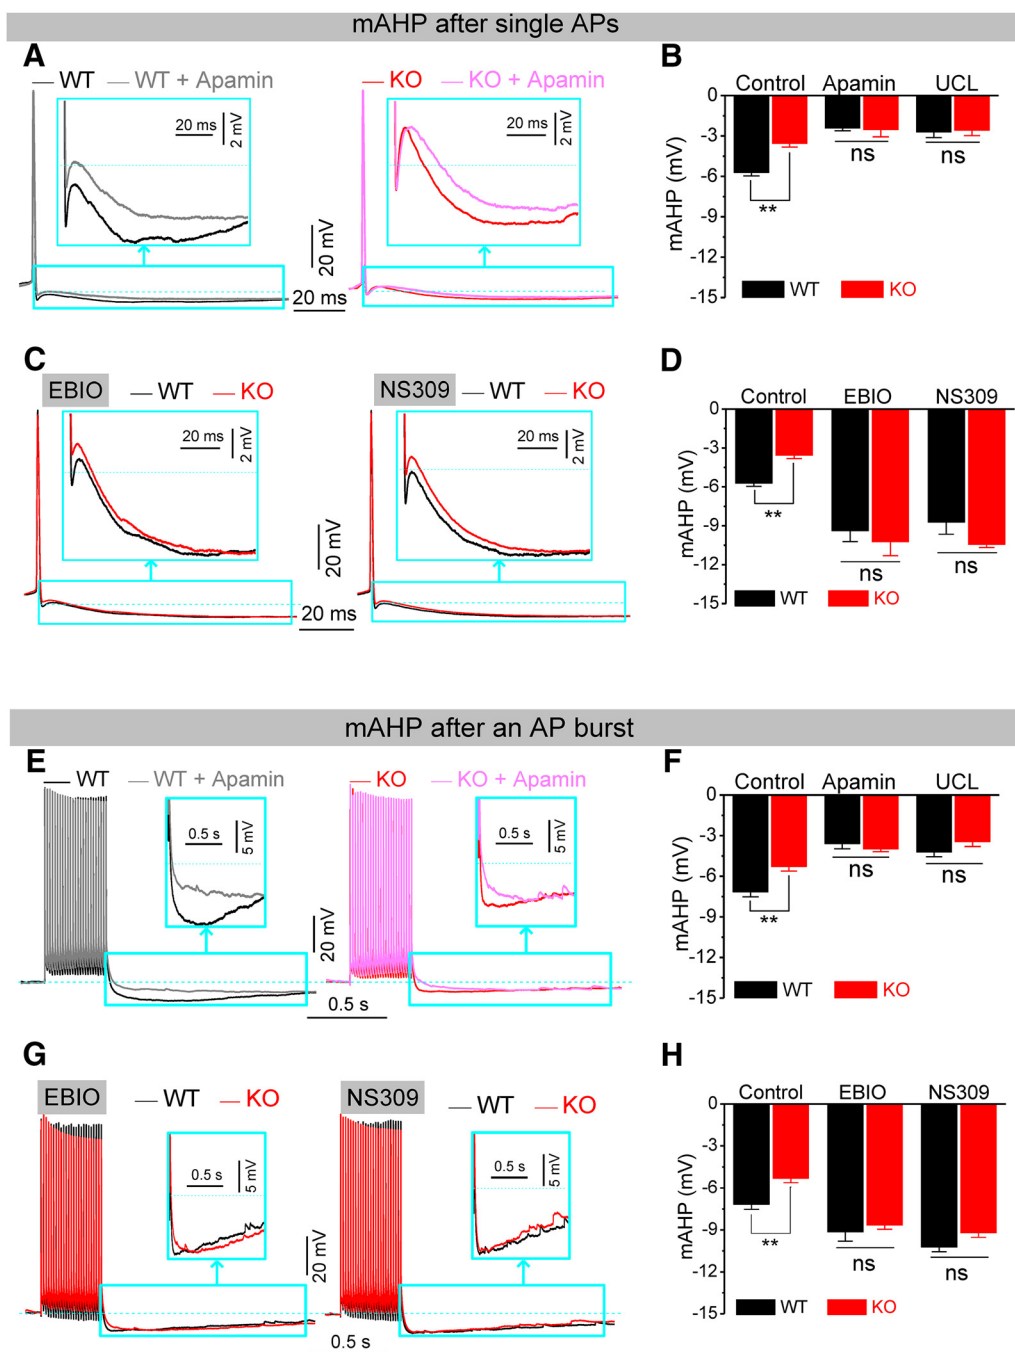 mAHP after single APs
A
WT WT + Apamin
KO KO + Apamin
20 ms
2 mV
20 ms
2 mV
20 mV
20 ms
B
Control Apamin UCL
0
-3
-6
-9
-12
-15
mAHP (mV)
**
ns
ns
WT KO
C
EBIO WT KO
NS309 WT KO
20 ms
2 mV
20 ms
2 mV
20 mV
20 ms
D
Control EBIO NS309
0
-3
-6
-9
-12
-15
mAHP (mV)
**
ns
ns
WT KO
mAHP after an AP burst
E
WT WT + Apamin
KO KO + Apamin
0.5 s
5 mV
0.5 s
5 mV
20 mV
0.5 s
F
Control Apamin UCL
0
-3
-6
-9
-12
-15
mAHP (mV)
**
ns
ns
WT KO
G
EBIO WT KO
NS309 WT KO
0.5 s
5 mV
0.5 s
5 mV
20 mV
0.5 s
H
Control EBIO NS309
0
-3
-6
-9
-12
-15
mAHP (mV)
**
ns
ns
WT KO